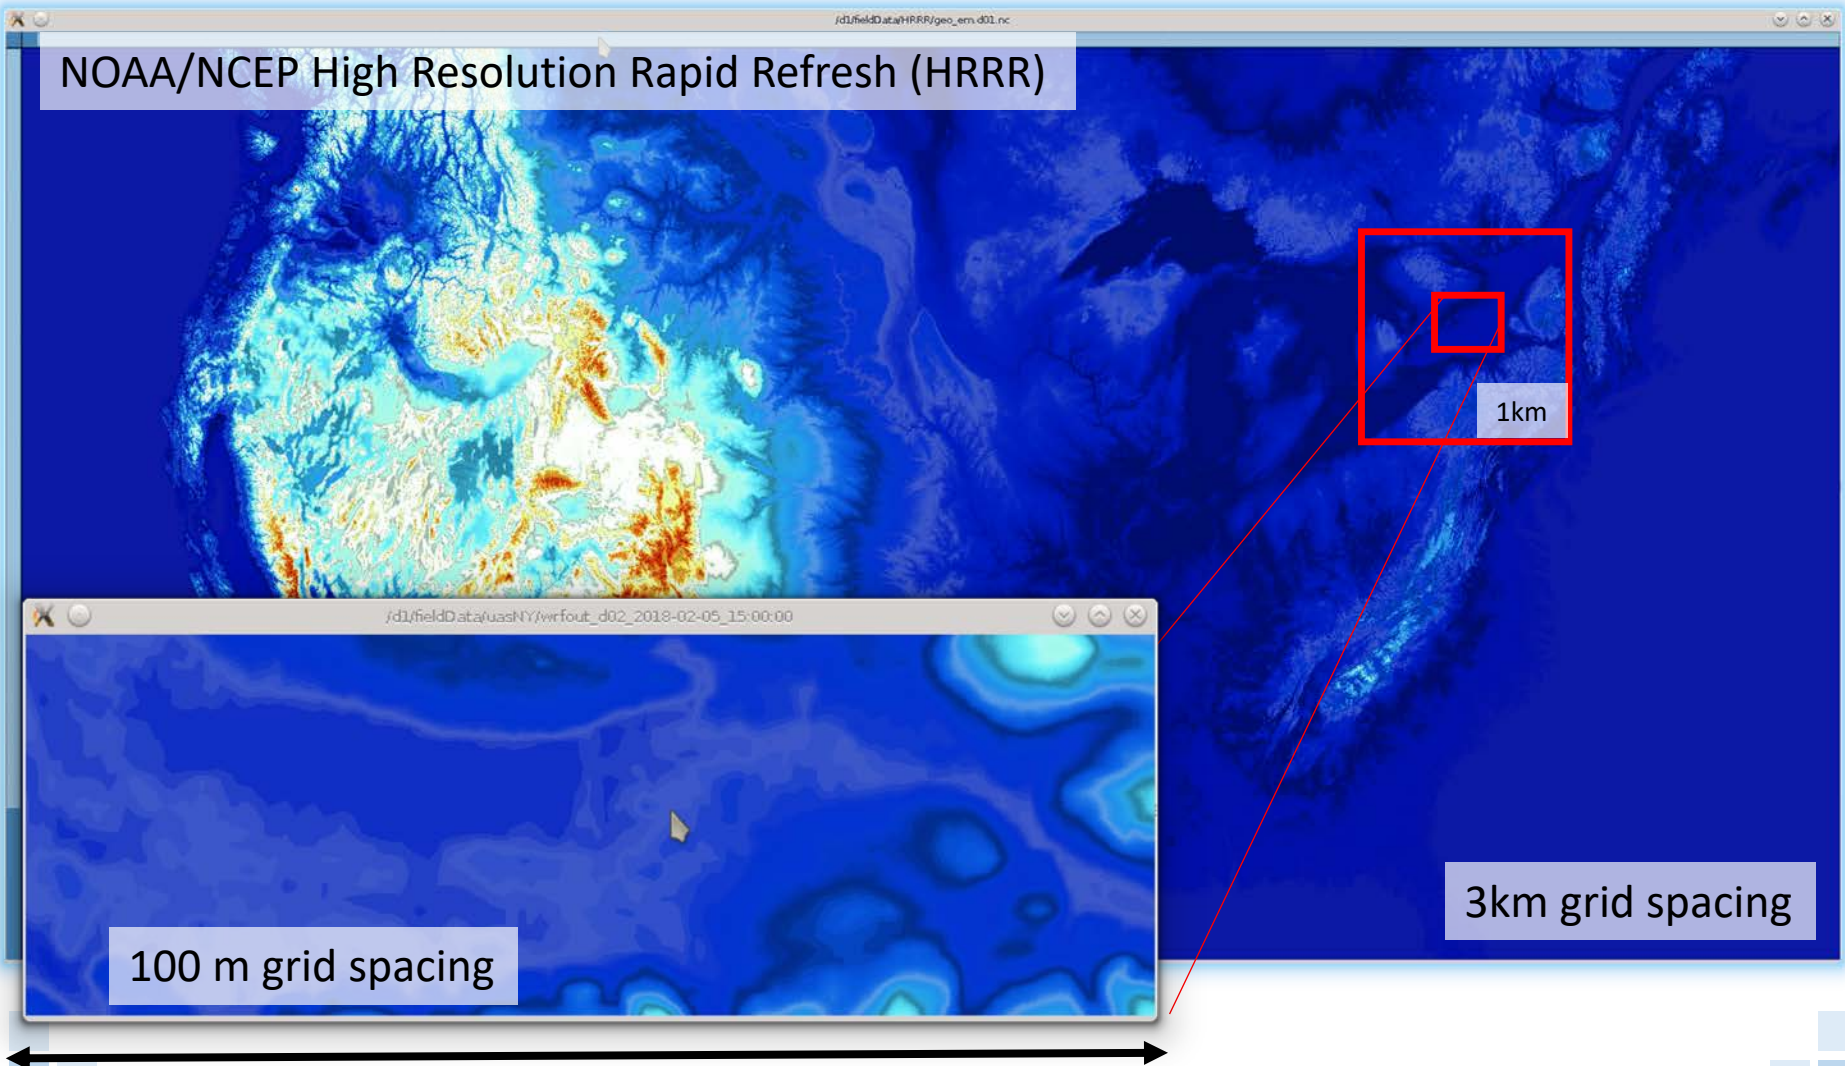 /d1/fieldData/HRRR/geo_em.d01.nc
NOAA/NCEP High Resolution Rapid Refresh (HRRR)
1km
/d1/fieldData/uasNY/wrfout_d02_2018-02-05_15:00:00
3km grid spacing
100 m grid spacing